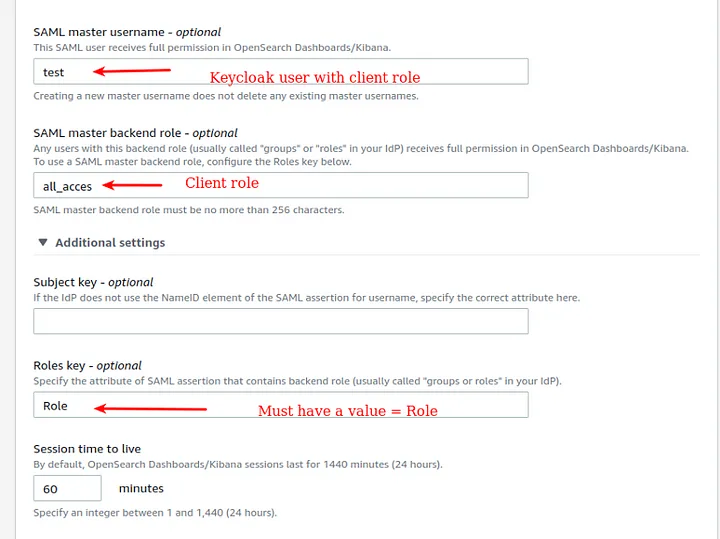 SAML master username - optional
This SAML user receives full permission in OpenSearch Dashboards/Kibana.
test
Keycloak user with client role
Creating a new master username does not delete any existing master usernames.
SAML master backend role - optional
Any users with this backend role (usually called "groups" or "roles" in your IdP) receives full permission in OpenSearch Dashboards/Kibana.
To use a SAML master backend role, configure the Roles key below.
all_acces
Client role
SAML master backend role must be no more than 256 characters.
Additional settings
Subject key - optional
If the IdP does not use the NameID element of the SAML assertion for username, specify the correct attribute here.
Roles key - optional
Specify the attribute of SAML assertion that contains backend role (usually called "groups or roles" in your IdP).
Role
Must have a value = Role
Session time to live
By default, OpenSearch Dashboards/Kibana sessions last for 1440 minutes (24 hours).
60 minutes
Specify an integer between 1 and 1,440 (24 hours).